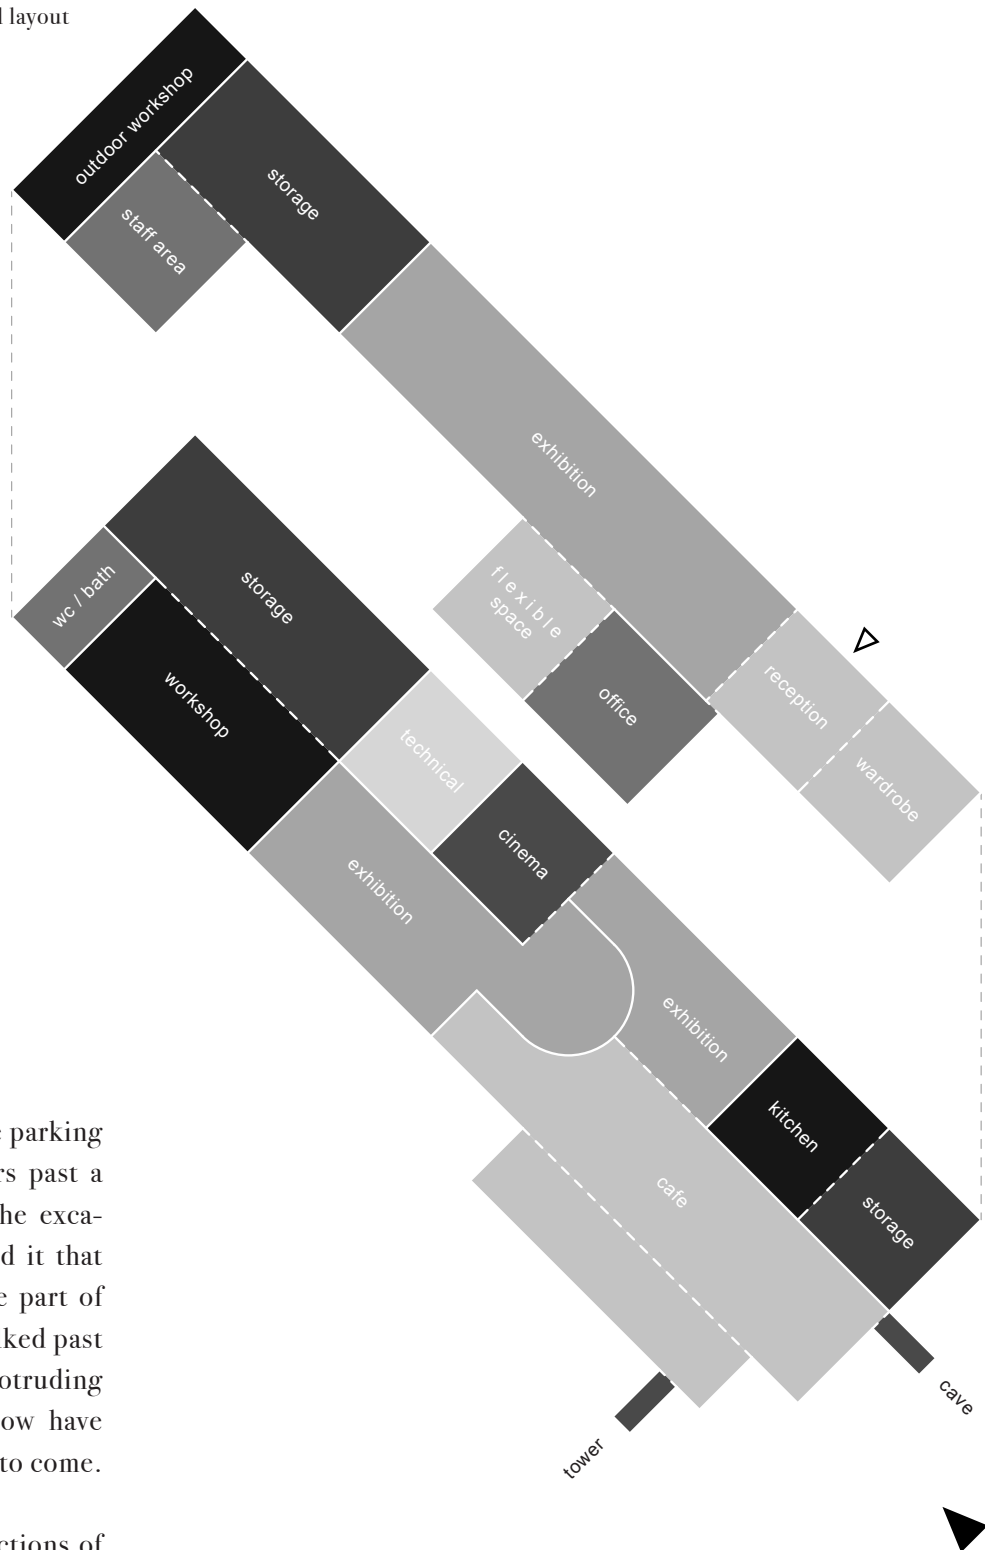 l layout
outdoor workshop
storage
staff area
exhibition
flexible
space
office
reception
wardrobe
storage
wc / bath
workshop
technical
cinema
exhibition
exhibition
kitchen
cafe
storage
cave
tower
parking
rs past a
he exca-
d it that
e part of
ked past
otruding
ow have
to come.
ctions of